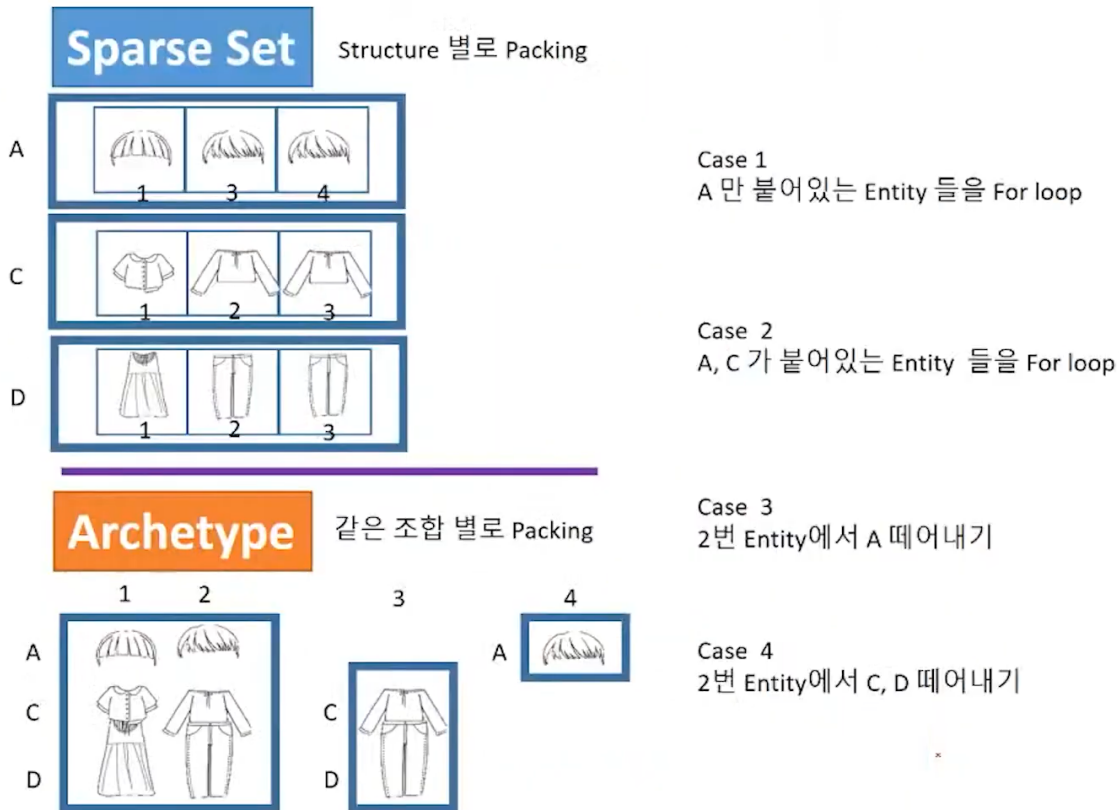 Sparse Set
Structure 별로 Packing
A
1 3 4
C
1 2 3
D
1 2 3
Case 1
A 만 붙어있는 Entity 들을 For loop
Case 2
A, C 가 붙어있는 Entity 들을 For loop
Case 3
2번 Entity에서 A 떼어내기
Case 4
2번 Entity에서 C, D 떼어내기
Archetype
같은 조합 별로 Packing
1 2
A
C
D
3
C
D
4
A